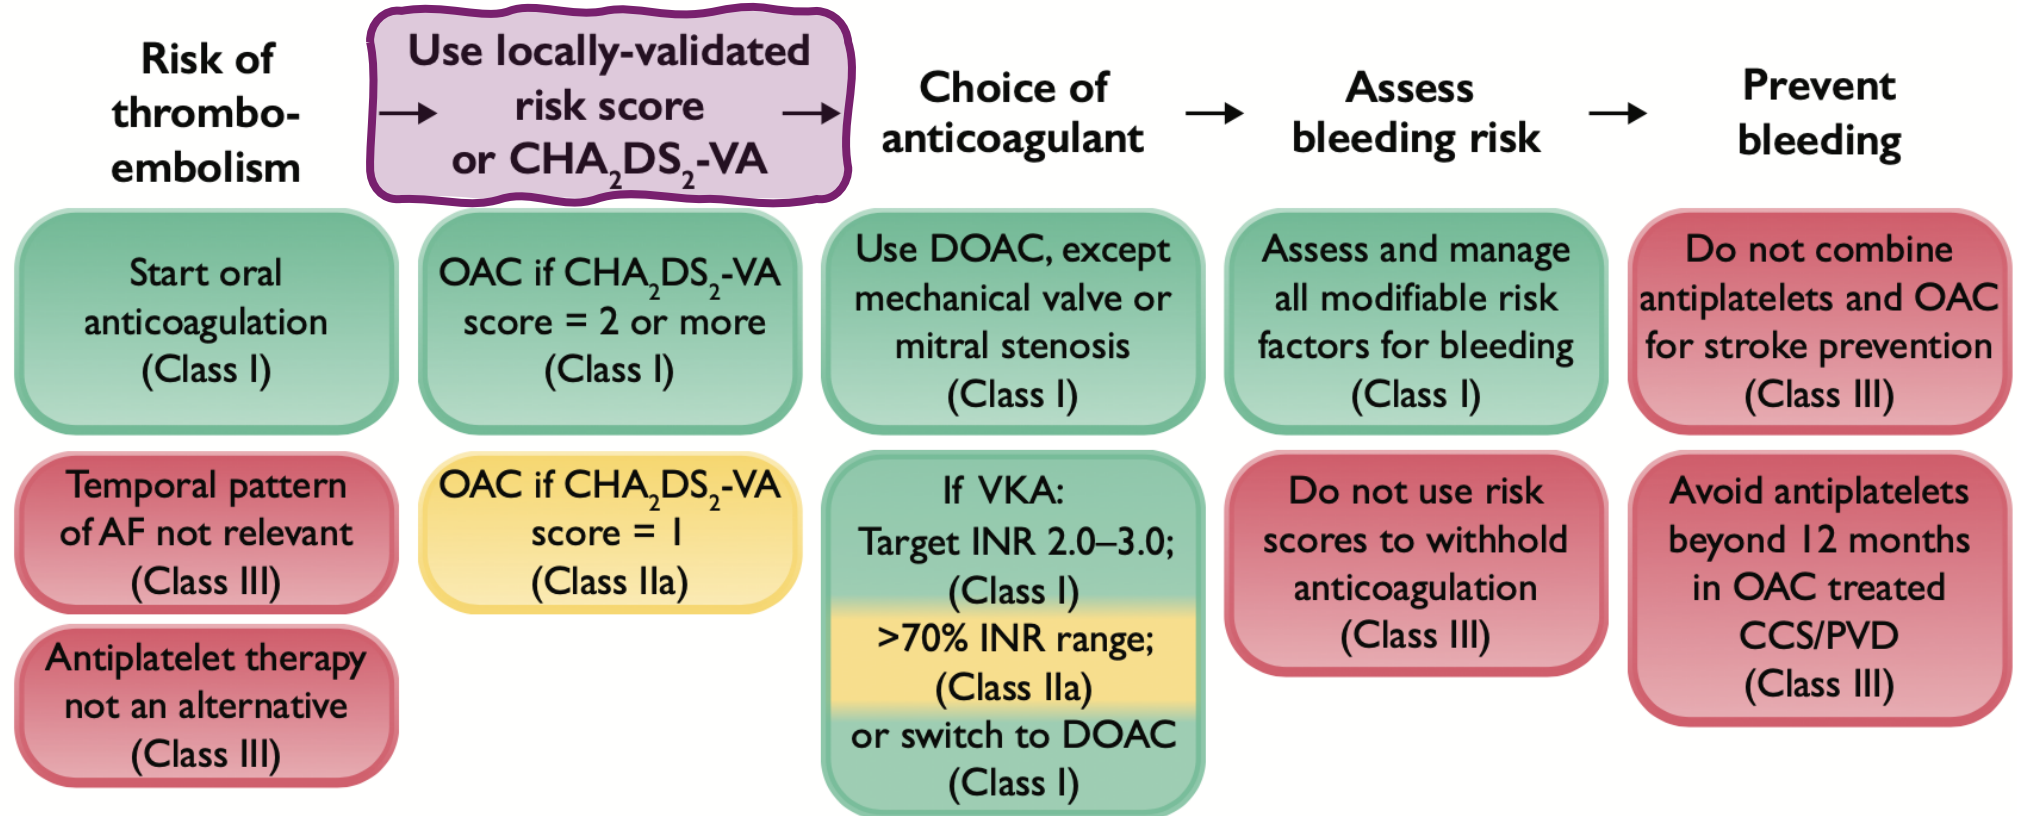 Risk of
thrombo-
embolism
Use locally-validated
risk score
or CHA₂DS₂-VA
Choice of
anticoagulant
Assess
bleeding risk
Prevent
bleeding
Start oral
anticoagulation
(Class I)
Temporal pattern
of AF not relevant
(Class III)
Antiplatelet therapy
not an alternative
(Class III)
OAC if CHA₂DS₂-VA
score = 2 or more
(Class I)
OAC if CHA₂DS₂-VA
score = 1
(Class IIa)
Use DOAC, except
mechanical valve or
mitral stenosis
(Class I)
If VKA:
Target INR 2.0–3.0;
(Class I)
>70% INR range;
(Class IIa)
or switch to DOAC
(Class I)
Assess and manage
all modifiable risk
factors for bleeding
(Class I)
Do not use risk
scores to withhold
anticoagulation
(Class III)
Do not combine
antiplatelets and OAC
for stroke prevention
(Class III)
Avoid antiplatelets
beyond 12 months
in OAC treated
CCS/PVD
(Class III)